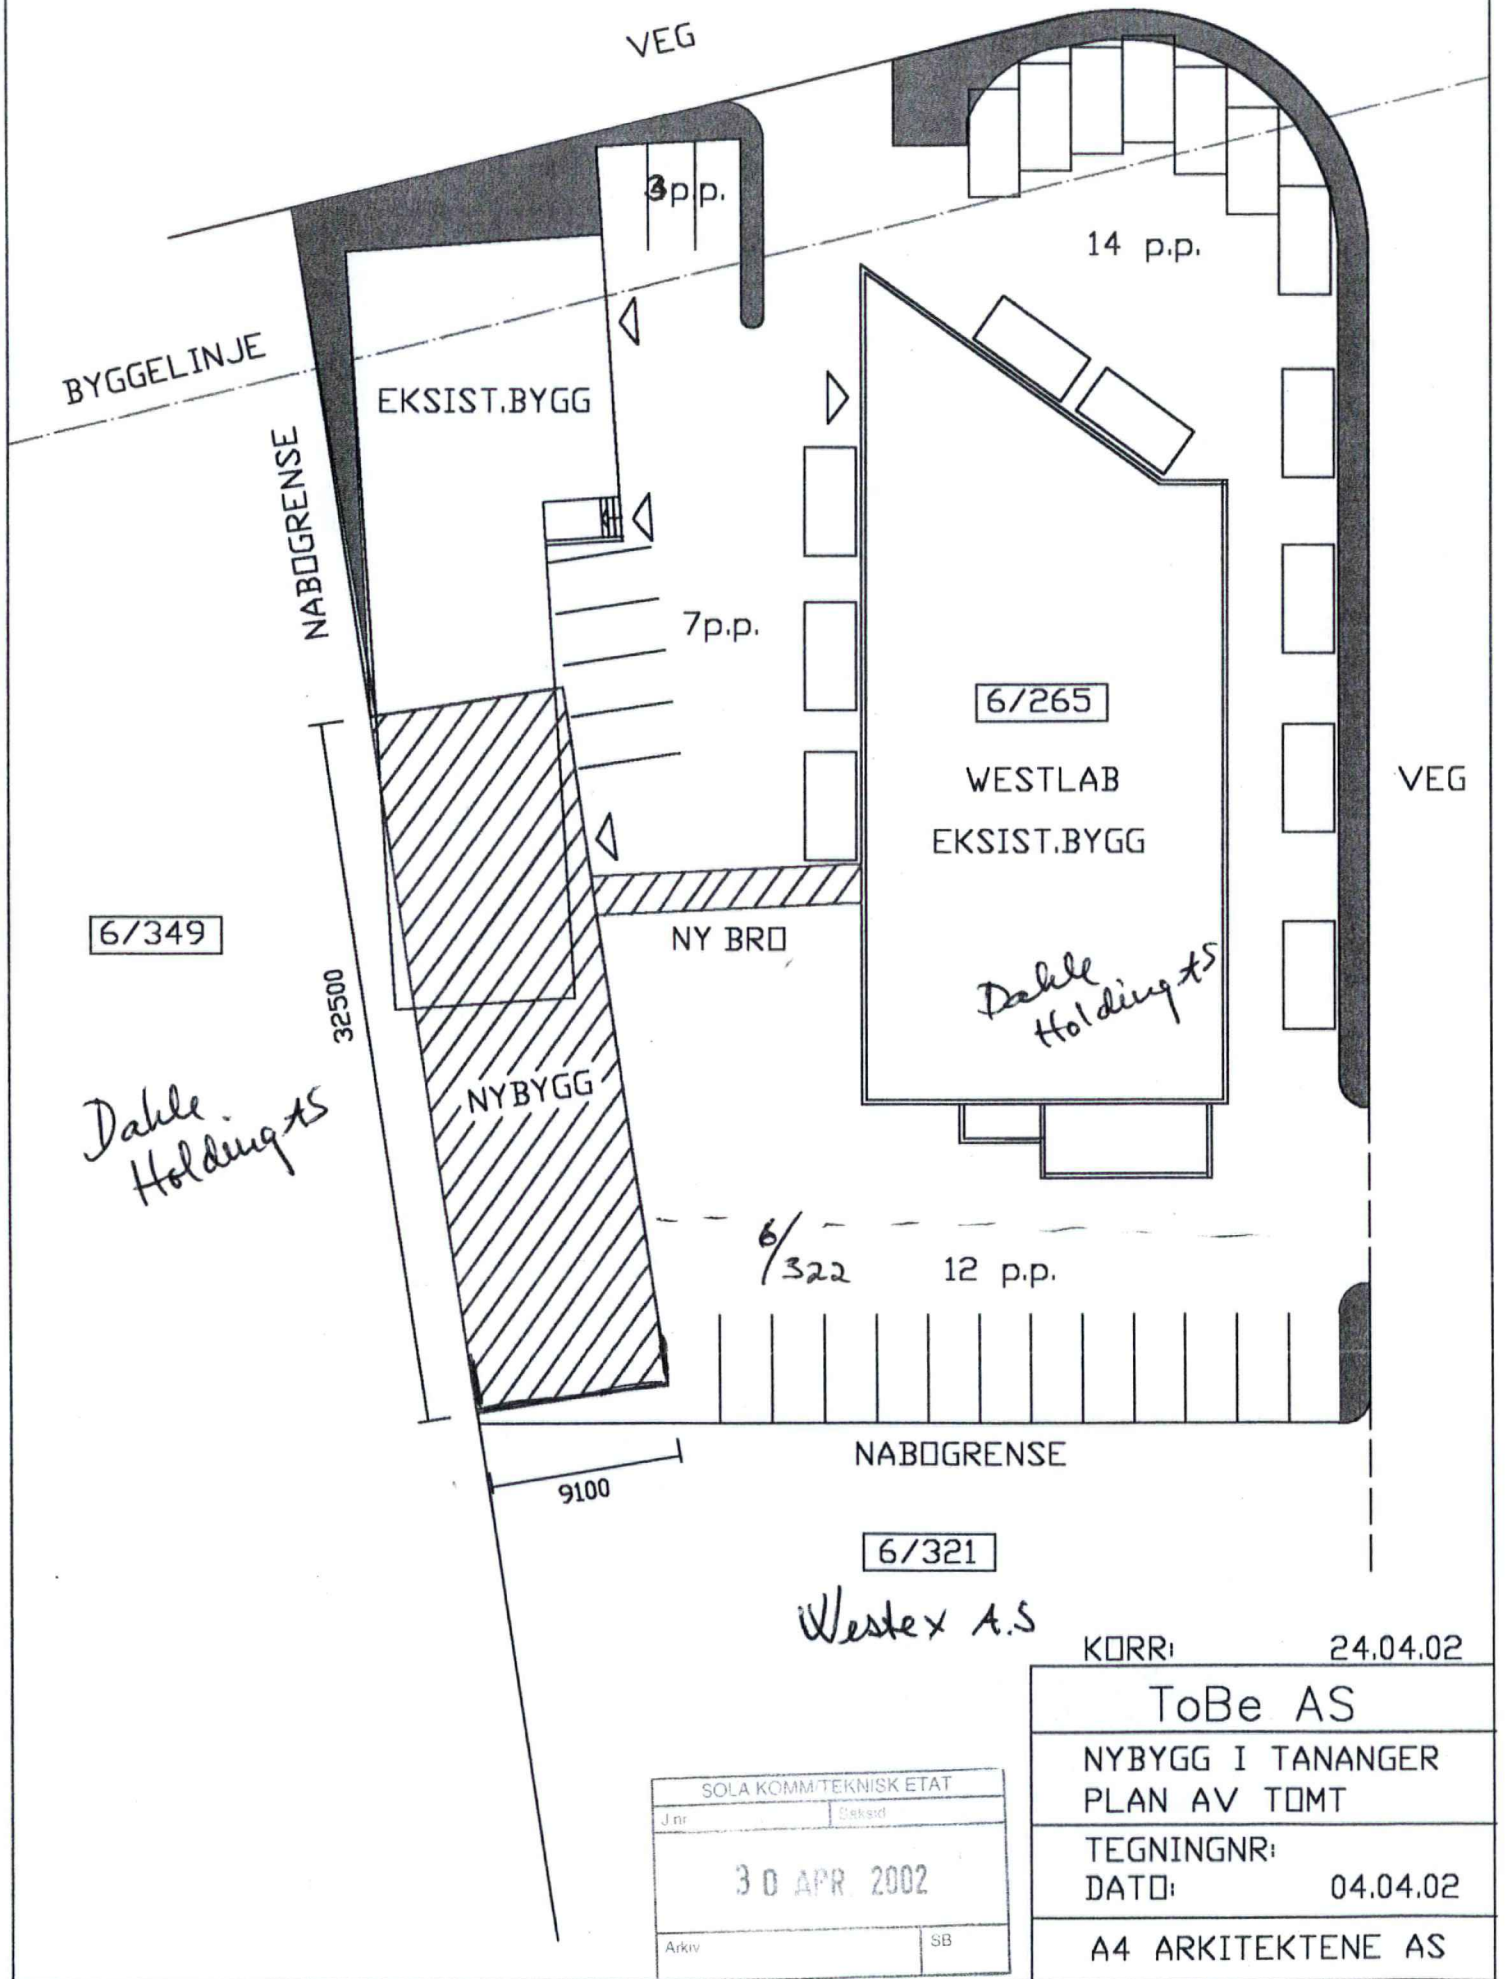 VEG
3p.p.
14 p.p.
BYGGELINJE
EKSIST.BYGG
NABOGRENSE
7p.p.
6/265
WESTLAB
EKSIST.BYGG
VEG
6/349
NY BRO
32500
Dahle
Holding AS
Dahle
Holding AS
NYBYGG
6/322
12 p.p.
NABOGRENSE
9100
6/321
Westex A.S
KORR: 24.04.02
ToBe AS
NYBYGG I TANANGER
PLAN AV TOMT
TEGNINGNR:
DATO: 04.04.02
A4 ARKITEKTENE AS
SOLA KOMM/TEKNISK ETAT
J.nr
30 APR. 2002
Arkiv
SB